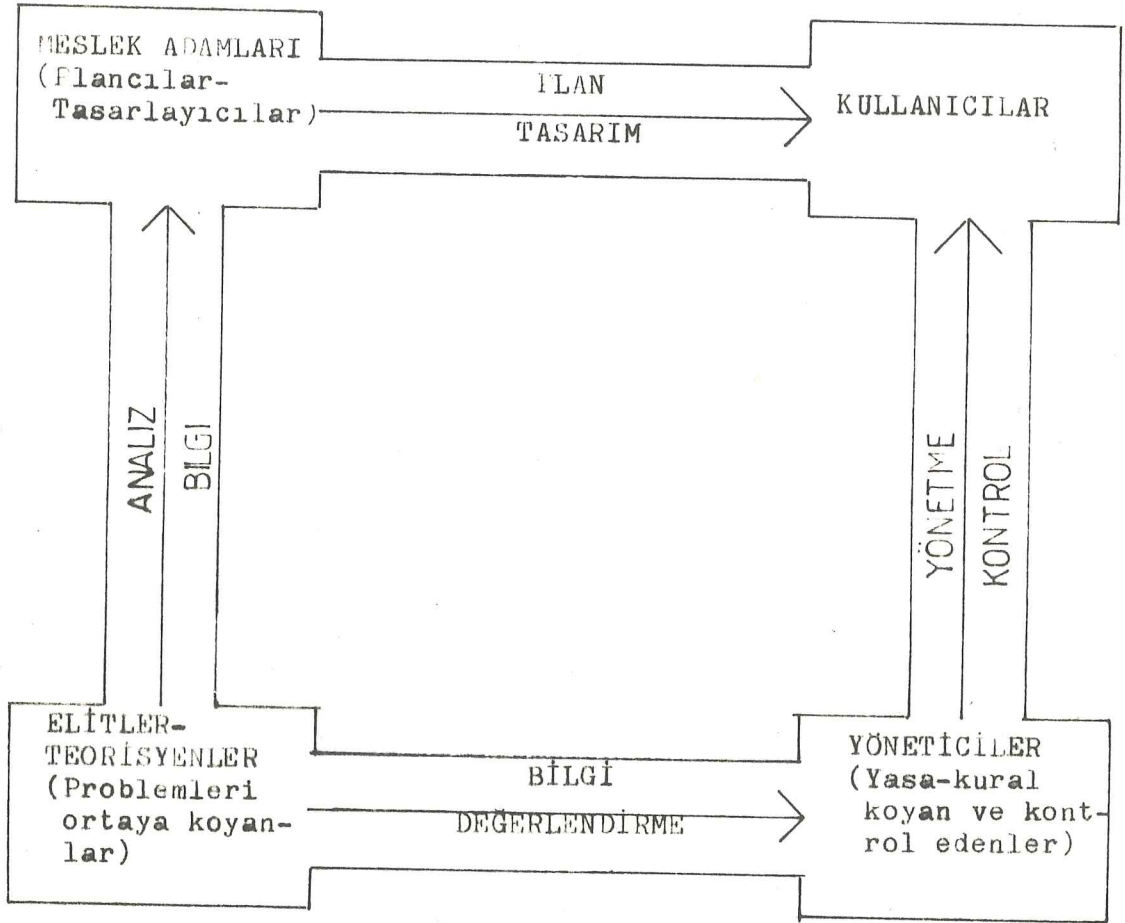 MESLEK ADAMLARI
(Plancılar-
Tasarlayıcılar)
PLAN
TASARIM
KULLANICILAR
ANALIZ
BILGI
YÖNETME
KONTROL
ELİTLER-
TEORİSYENLER
(Problemleri
ortaya koyan-
lar)
BİLGİ
DEĞERLENDİRME
YÖNETİCİLER
(Yasa-kural
koyan ve kont-
rol edenler)